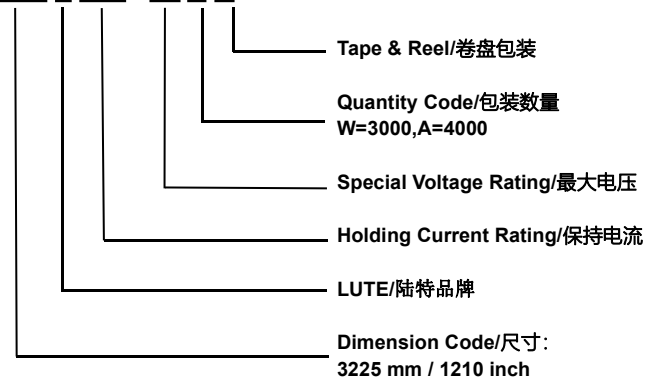 Tape & Reel/卷盘包装
Quantity Code/包装数量
W=3000,A=4000
Special Voltage Rating/最大电压
Holding Current Rating/保持电流
LUTE/陆特品牌
Dimension Code/尺寸：
3225 mm / 1210 inch